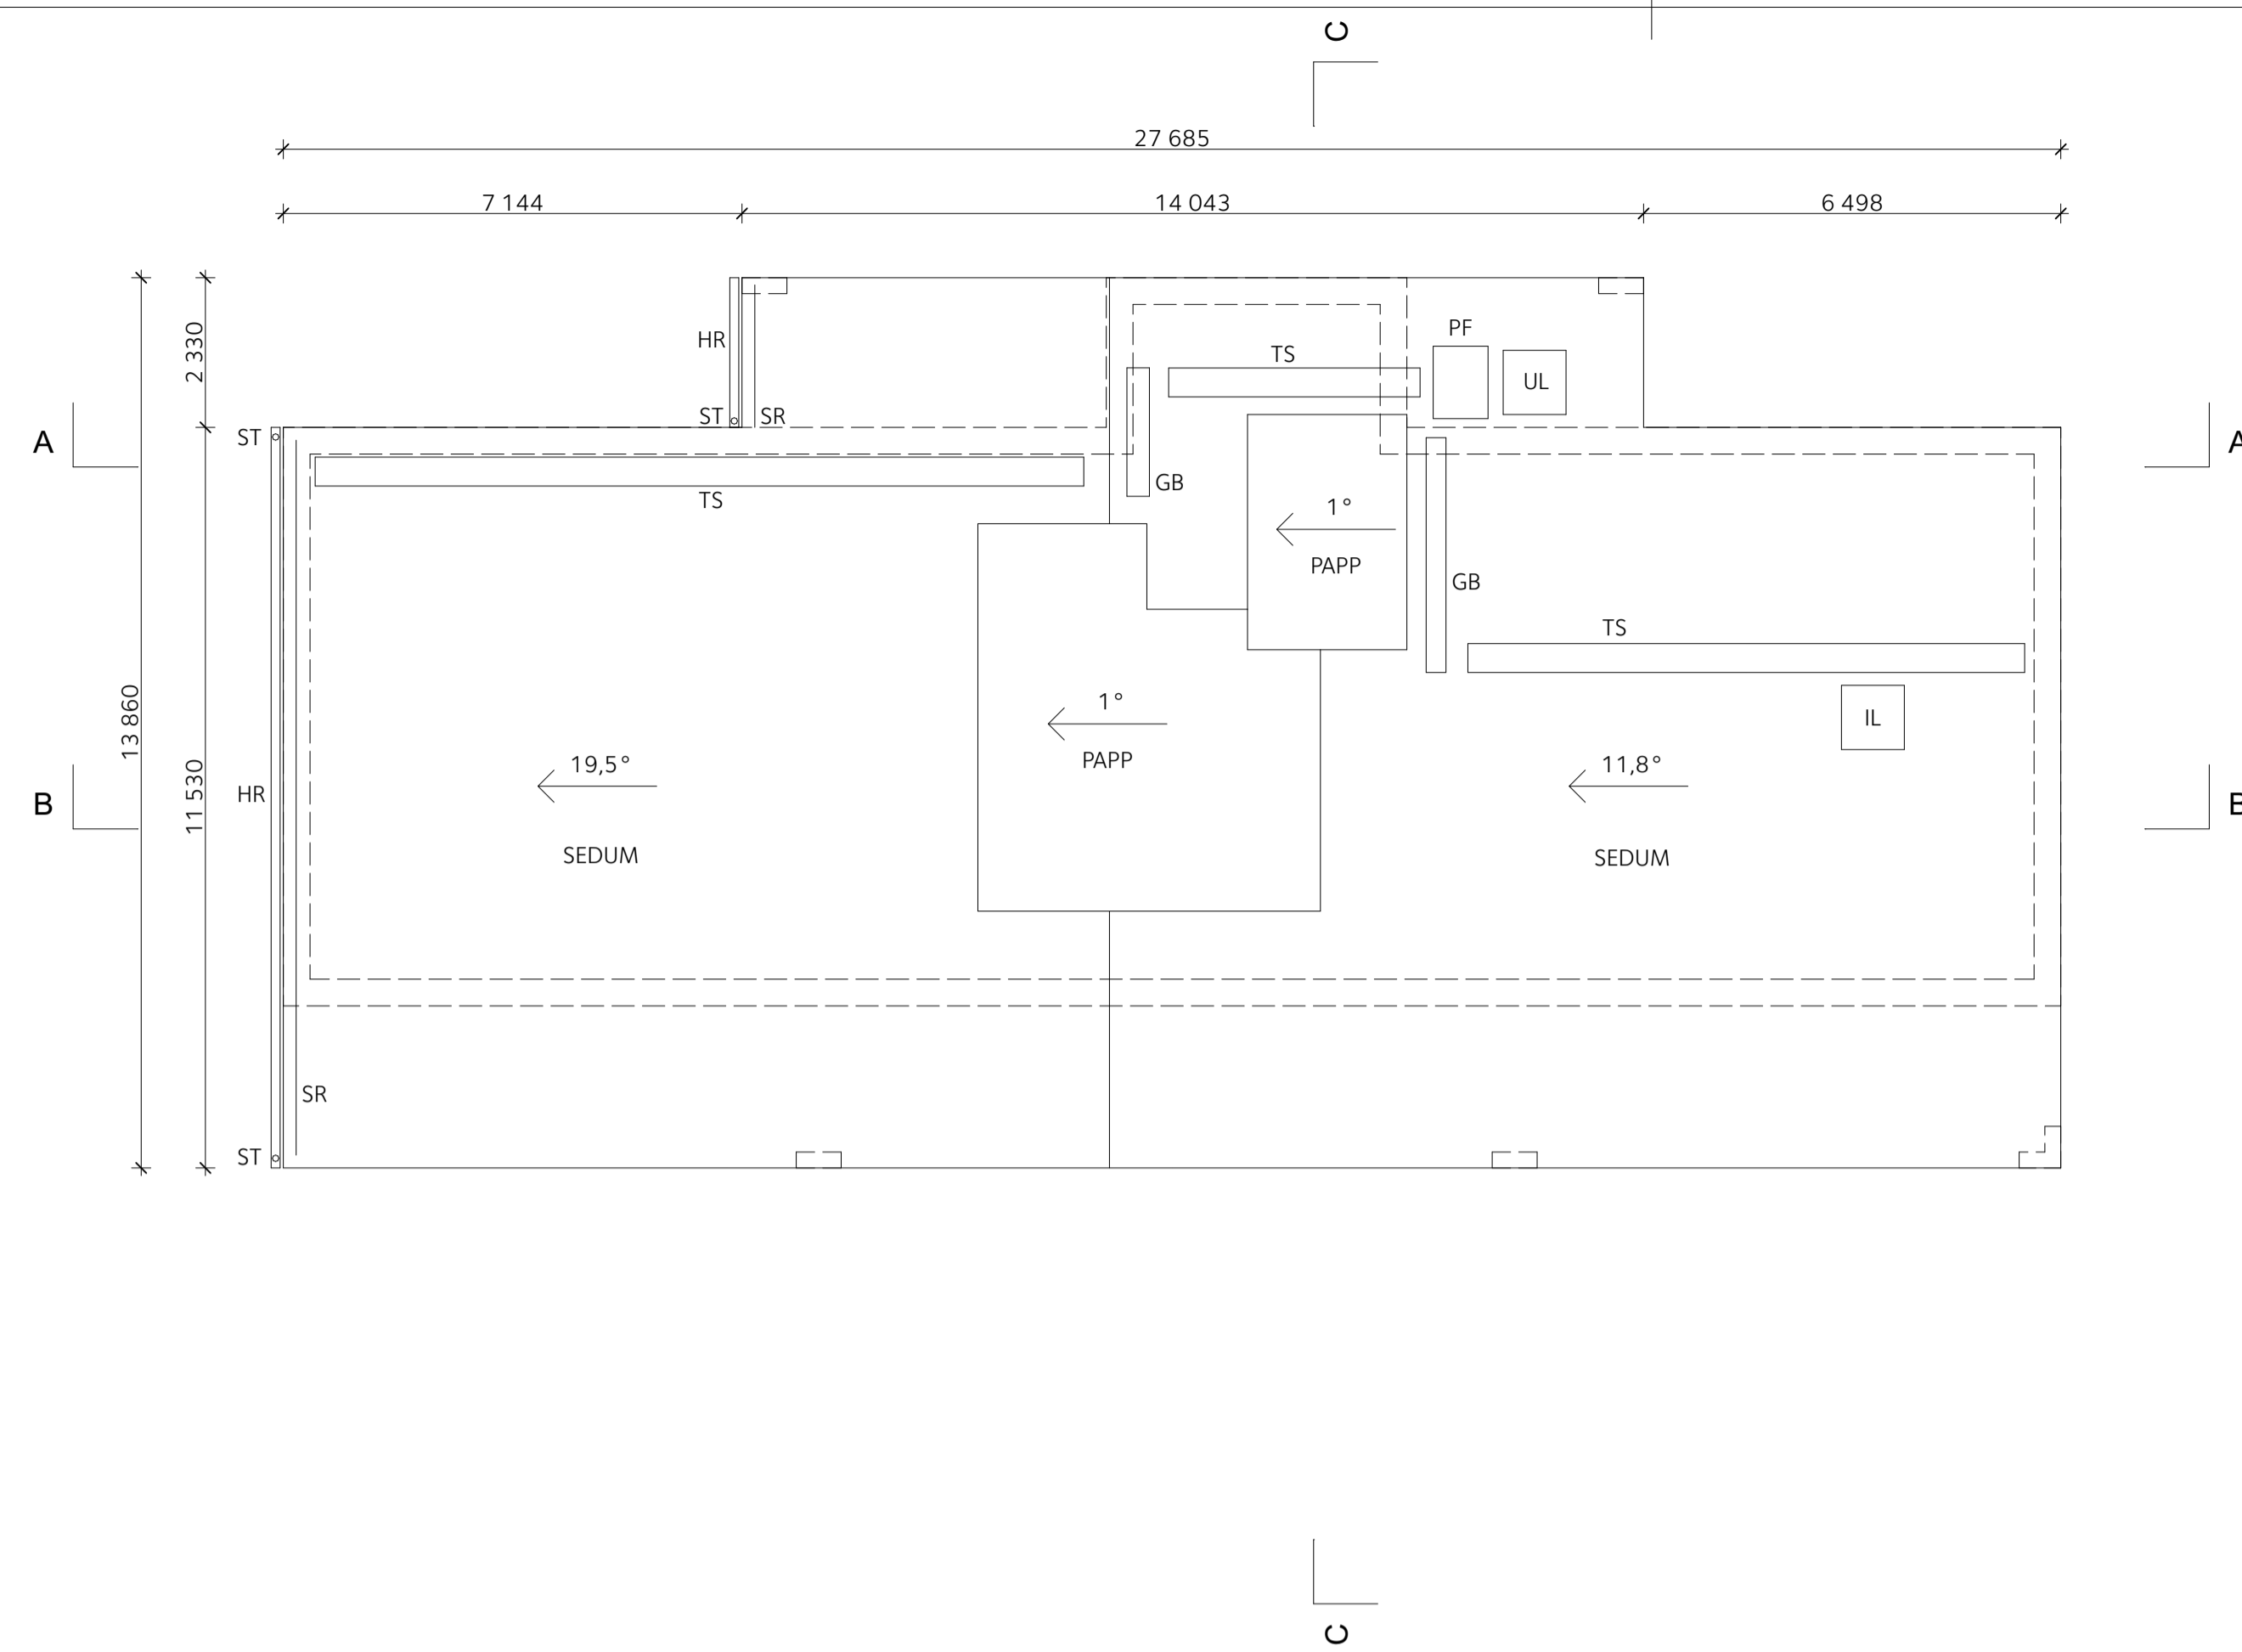 C
27 685
7 144
14 043
6 498
2 330
HR
PF
TS
UL
ST
SR
ST
A
A
GB
TS
1°
PAPP
GB
TS
13 860
1°
IL
PAPP
19,5°
11,8°
11 530
HR
B
B
SEDUM
SEDUM
SR
ST
C